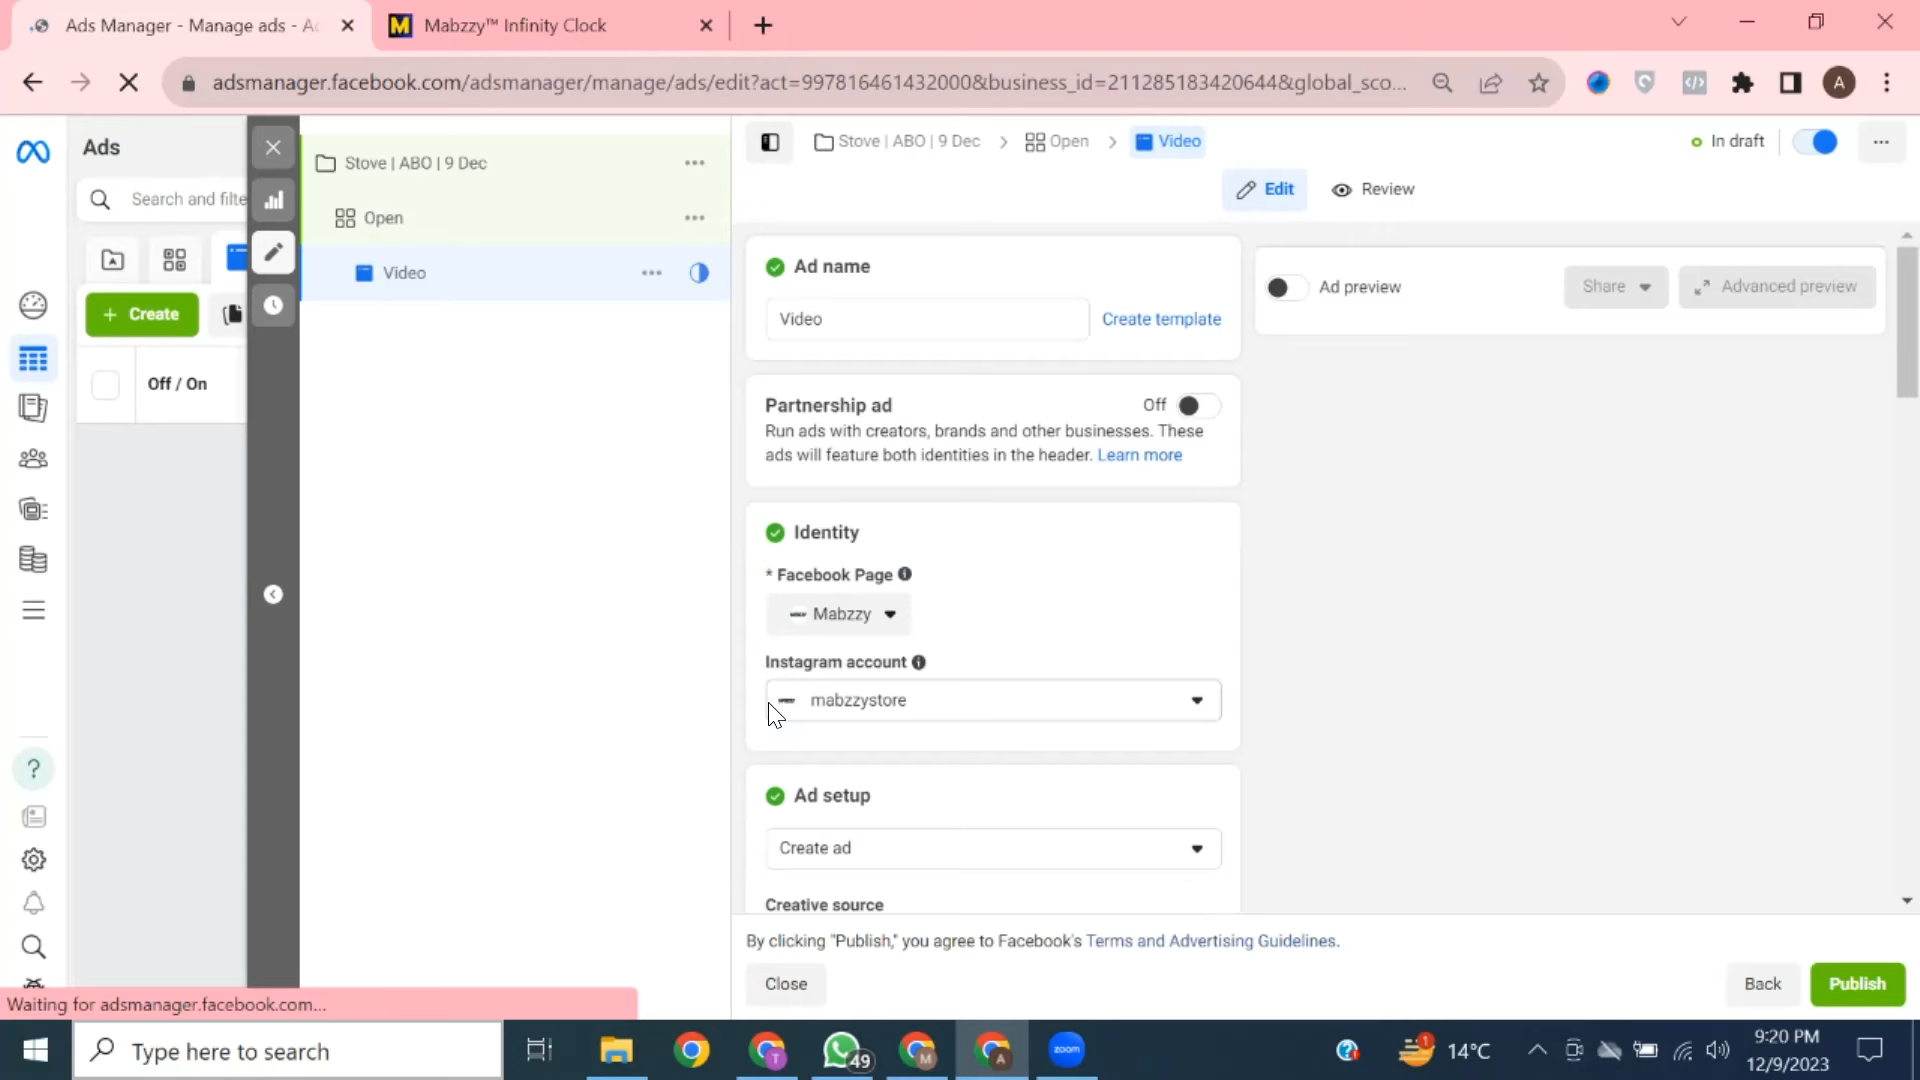 Ads Manager - Manage ads - Ad
Mabzzy™ Infinity Clock
adsmanager.facebook.com/adsmanager/manage/ads/edit?act=997816461432000&business_id=211285183420644&global_sco...
A
Ads
Search and filte
Create
Off / On
Stove | ABO | 9 Dec
Open
Video
Stove | ABO | 9 Dec
Open
Video
In draft
Edit
Review
Ad name
Video
Create template
Ad preview
Share
Advanced preview
Partnership ad
Off
Run ads with creators, brands and other businesses. These
ads will feature both identities in the header. Learn more
Identity
* Facebook Page
Mabzzy
Instagram account
mabzzystore
Ad setup
Create ad
Creative source
By clicking "Publish," you agree to Facebook's Terms and Advertising Guidelines.
Close
Back
Publish
Waiting for adsmanager.facebook.com...
Type here to search
T
49
M
A
zoom
1
14°C
9:20 PM
12/9/2023